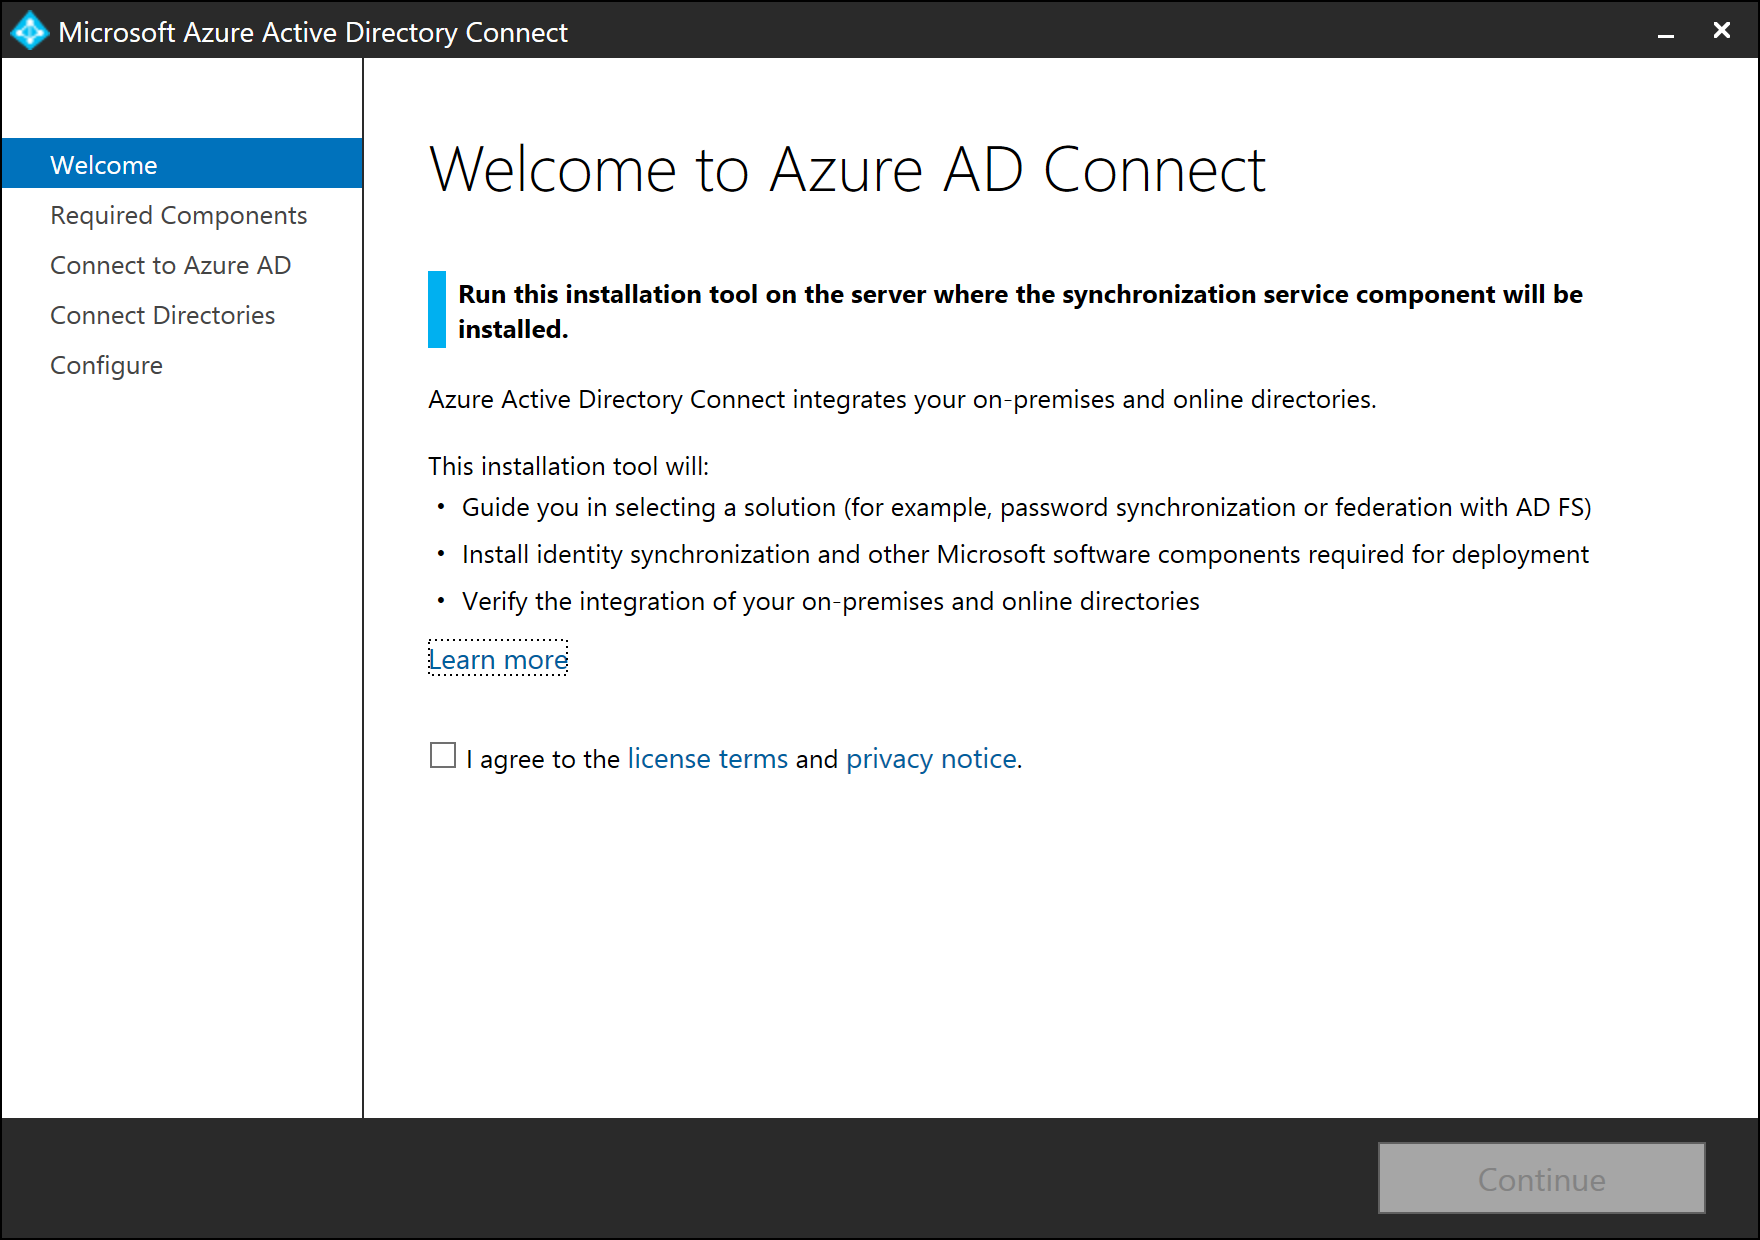 Microsoft Azure Active Directory Connect
Welcome
Required Components
Connect to Azure AD
Connect Directories
Configure
Welcome to Azure AD Connect
Run this installation tool on the server where the synchronization service component will be
installed.
Azure Active Directory Connect integrates your on-premises and online directories.
This installation tool will:
• Guide you in selecting a solution (for example, password synchronization or federation with AD FS)
• Install identity synchronization and other Microsoft software components required for deployment
• Verify the integration of your on-premises and online directories
Learn more
I agree to the license terms and privacy notice.
Continue